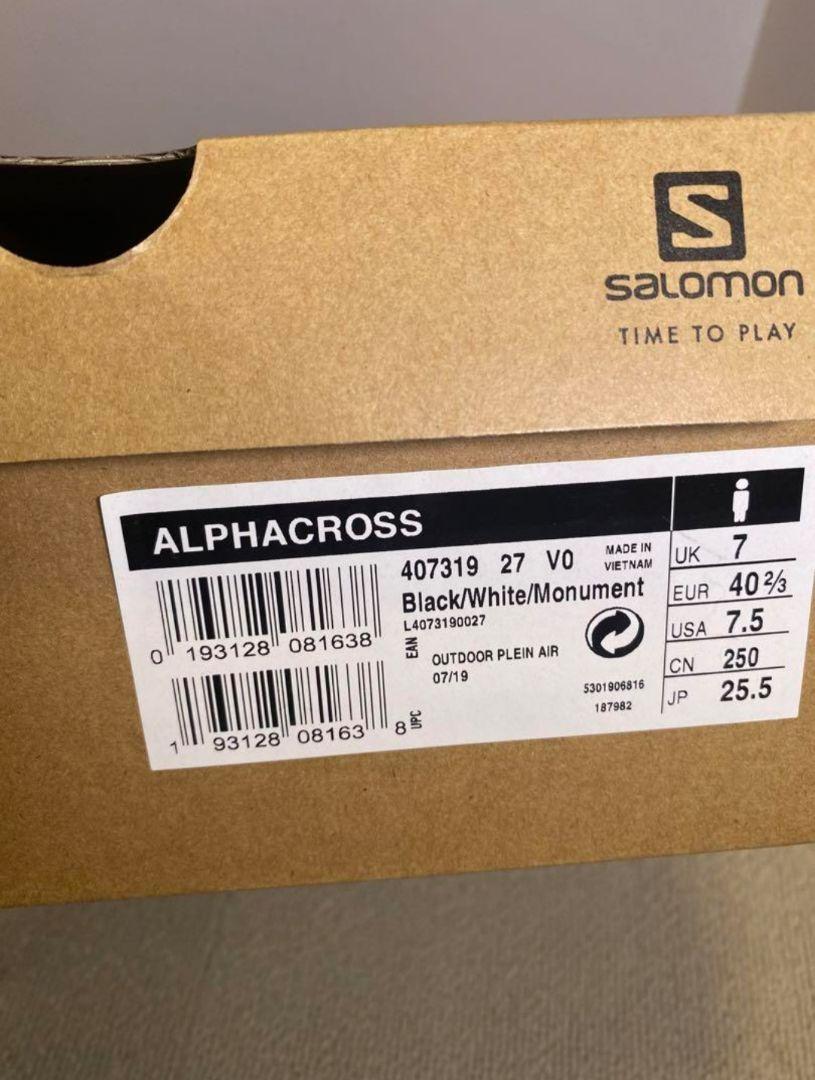 S
salomon
TIME TO PLAY
ALPHACROSS
407319 27 V0
MADE IN
VIETNAM
Black/White/Monument
L4073190027
0 193128 081638
EAN
OUTDOOR PLEIN AIR
07/19
5301906816
187982
1 93128 08163 8
UPC
UK 7
EUR 40 2/3
USA 7.5
CN 250
JP 25.5